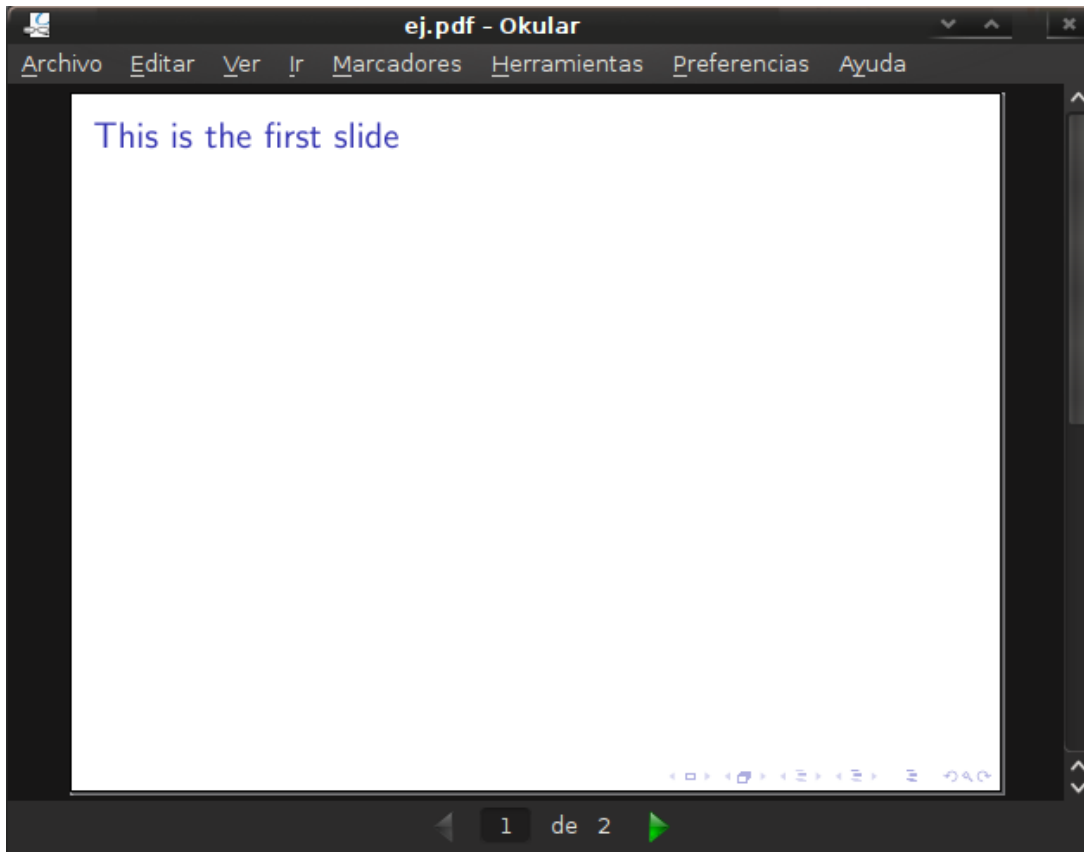 ej.pdf – Okular
Archivo Editar Ver Ir Marcadores Herramientas Preferencias Ayuda
This is the first slide
1 de 2